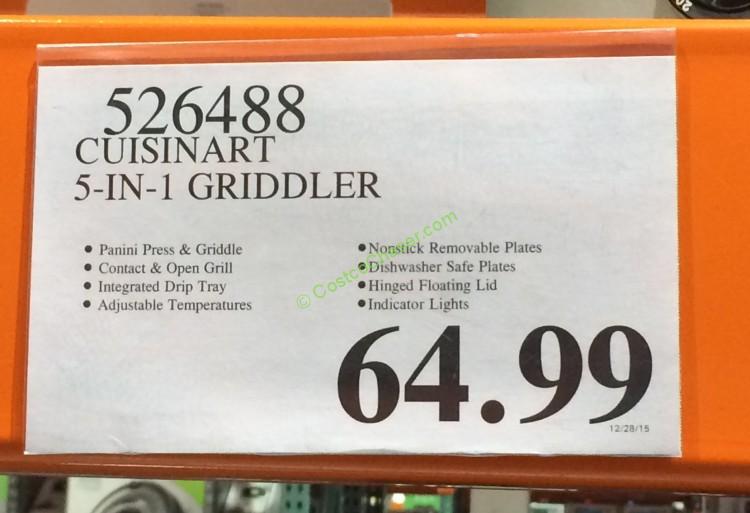 526488
CUISINART
5-IN-1 GRIDDLER
• Panini Press & Griddle
• Contact & Open Grill
• Integrated Drip Tray
• Adjustable Temperatures
• Nonstick Removable Plates
• Dishwasher Safe Plates
• Hinged Floating Lid
• Indicator Lights
© CostcoChaser.com
64.99
12/28/15
20